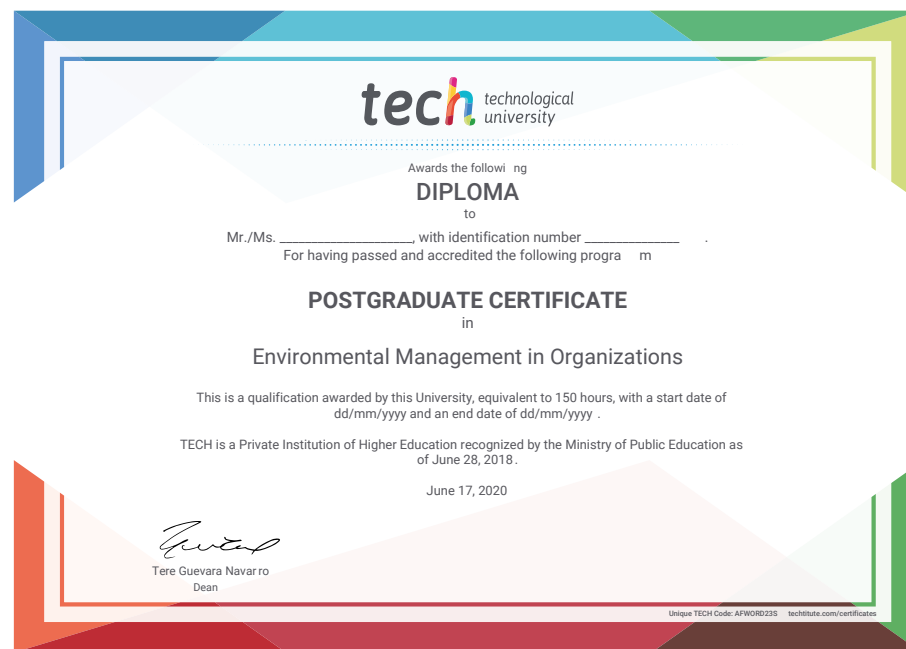 tech technological
university
Awards the followi ng
DIPLOMA
to
Mr./Ms. ____________________, with identification number ______________ .
For having passed and accredited the following progra m
POSTGRADUATE CERTIFICATE
in
Environmental Management in Organizations
This is a qualification awarded by this University, equivalent to 150 hours, with a start date of
dd/mm/yyyy and an end date of dd/mm/yyyy .
TECH is a Private Institution of Higher Education recognized by the Ministry of Public Education as
of June 28, 2018.
June 17, 2020
Tere Guevara Navarro
Dean
Unique TECH Code: AFWORD23S techtitute.com/certificates